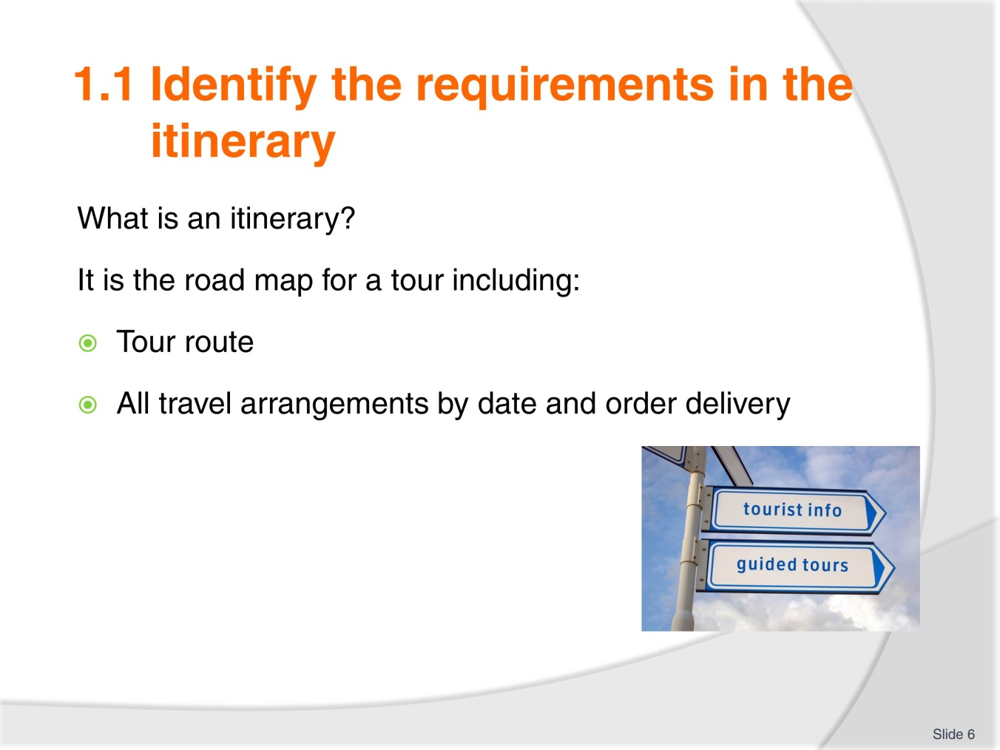 1.1 Identify the requirements in the
itinerary
What is an itinerary?
It is the road map for a tour including:
Tour route
All travel arrangements by date and order delivery
tourist info
guided tours
Slide 6